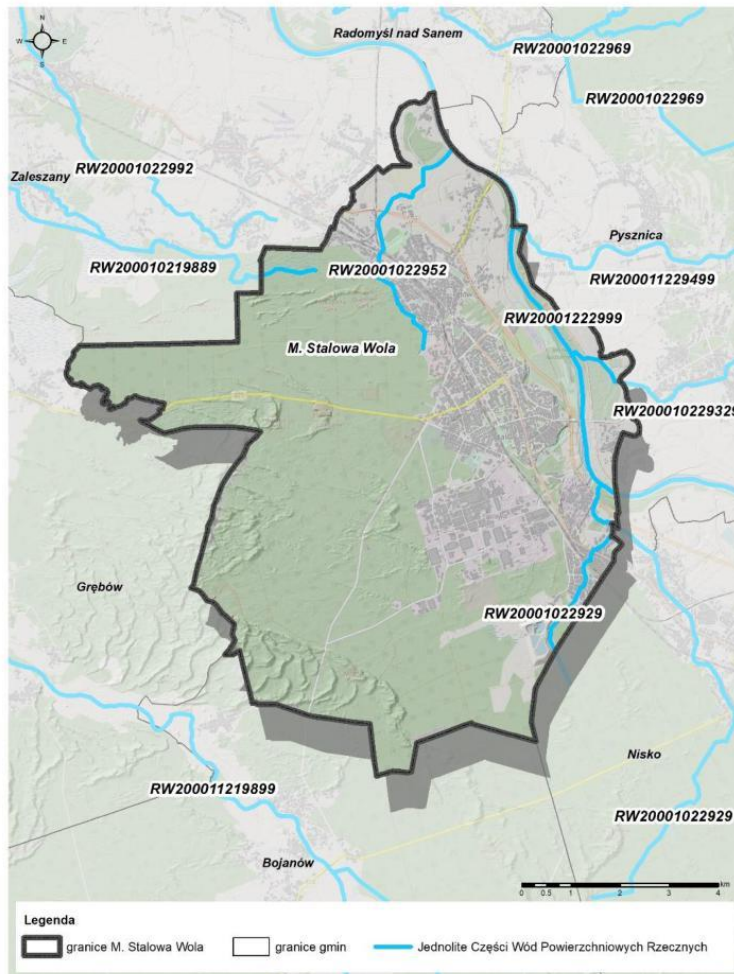 N
W E
S
Radomyśl nad Sanem
RW20001022969
RW20001022969
RW20001022992
Zaleszany
Pysznica
RW200010219889
RW20001022952
RW200011229499
RW20001222999
M. Stalowa Wola
RW200010229329
Grębów
RW20001022929
Nisko
RW200011219899
RW20001022929
Bojanów
km
0 0.5 1 2 3 4
Legenda
granice M. Stalowa Wola granice gmin Jednolite Części Wód Powierzchniowych Rzecznych